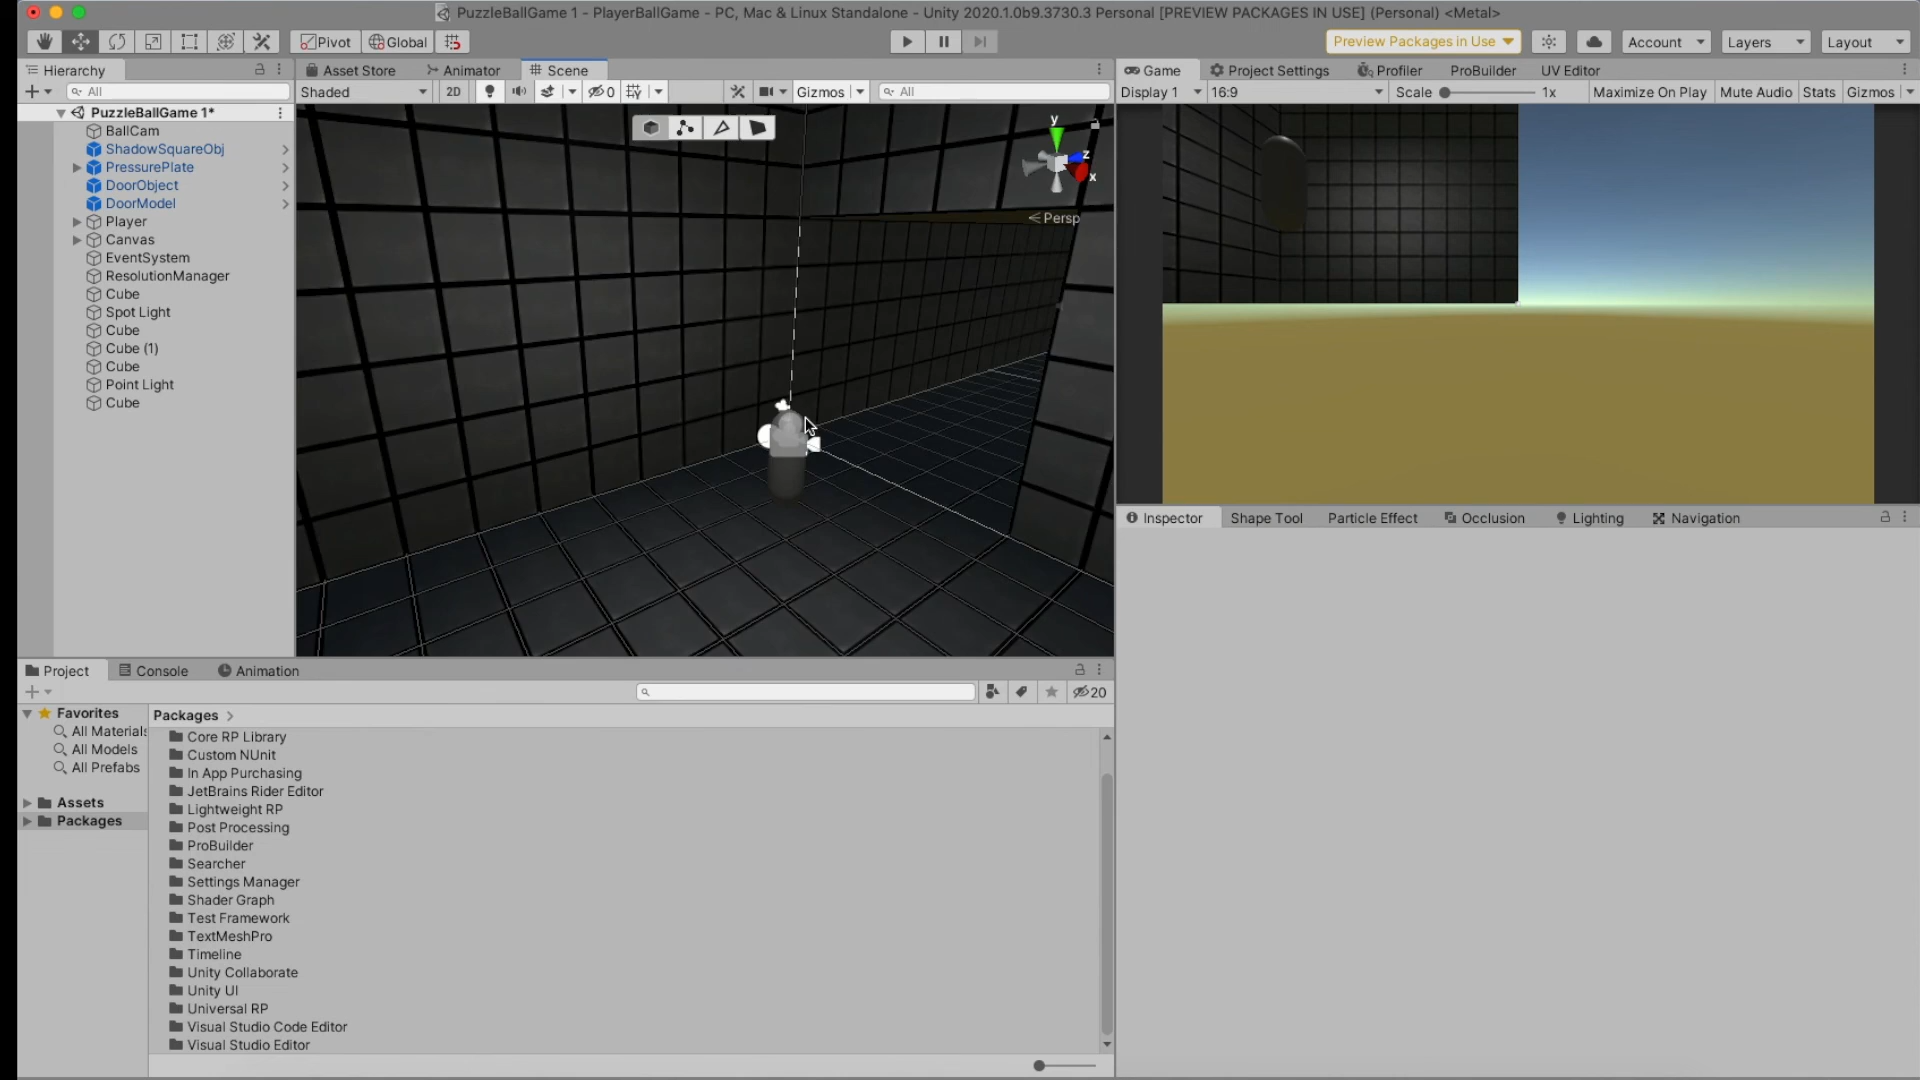 PuzzleBallGame 1 - PlayerBallGame - PC, Mac & Linux Standalone - Unity 2020.1.0b9.3730.3 Personal [PREVIEW PACKAGES IN USE] (Personal) <Metal>
Pivot Global Preview Packages in Use Account Layers Layout
Hierarchy Asset Store Animator Scene Game Project Settings Profiler ProBuilder UV Editor
All Shaded 2D 0 Gizmos All Display 1 16:9 Scale 1x Maximize On Play Mute Audio Stats Gizmos
PuzzleBallGame 1*
BallCam
ShadowSquareObj
PressurePlate
DoorObject
DoorModel
Player
Canvas
EventSystem
ResolutionManager
Cube
Spot Light
Cube
Cube (1)
Cube
Point Light
Cube
y
z
x
Persp
Inspector Shape Tool Particle Effect Occlusion Lighting Navigation
Project Console Animation
20
Favorites
All Materials
All Models
All Prefabs
Assets
Packages
Packages
Core RP Library
Custom NUnit
In App Purchasing
JetBrains Rider Editor
Lightweight RP
Post Processing
ProBuilder
Searcher
Settings Manager
Shader Graph
Test Framework
TextMeshPro
Timeline
Unity Collaborate
Unity UI
Universal RP
Visual Studio Code Editor
Visual Studio Editor